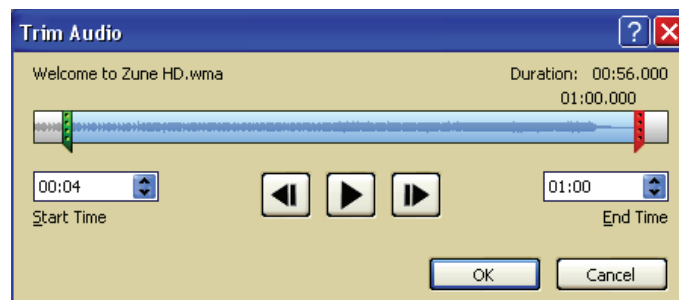 Trim Audio
Welcome to Zune HD.wma
Duration: 00:56.000
01:00.000
00:04
01:00
Start Time
End Time
OK
Cancel